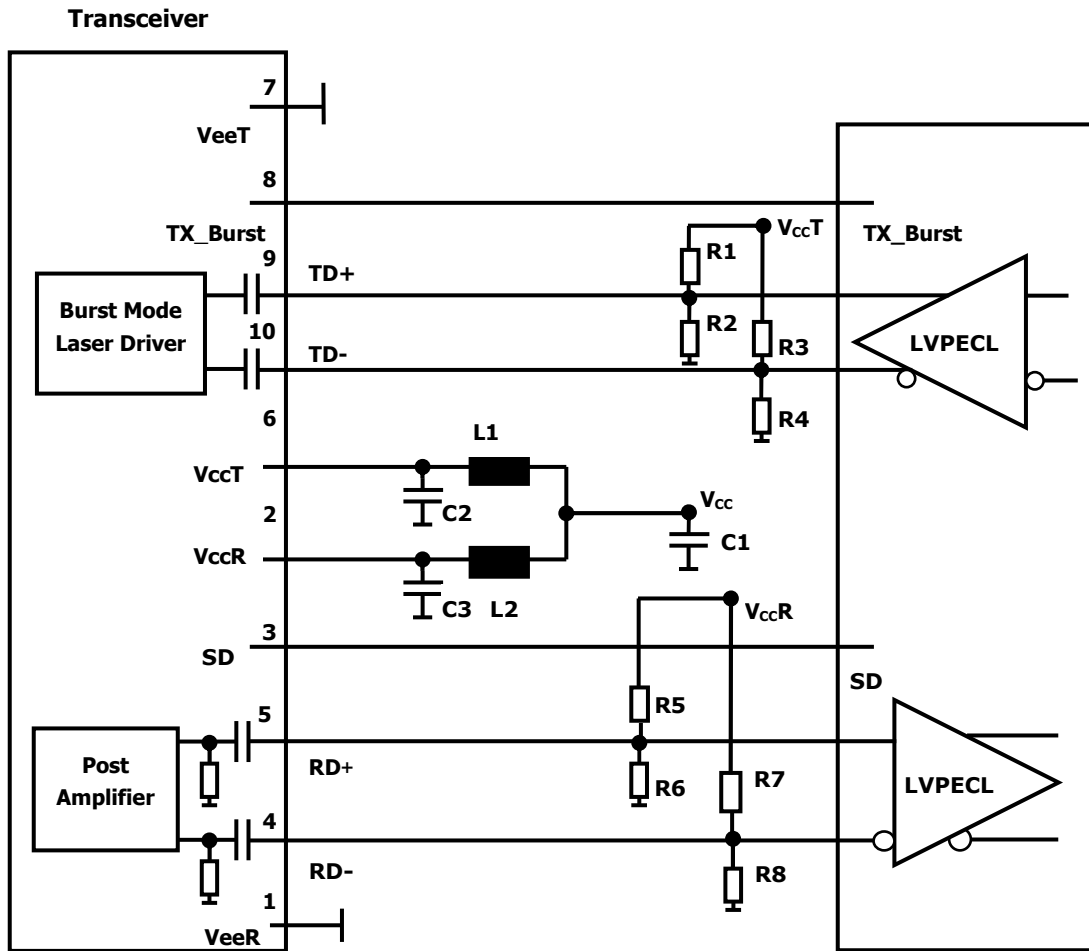 Transceiver
7
VeeT
8
TX_Burst
TX_Burst
9
TD+
VCCT
R1
Burst Mode
Laser Driver
R2
R3
LVPECL
10
TD-
R4
6
L1
VccT
C2
VCC
2
C1
VccR
C3
L2
VCCR
3
SD
SD
R5
5
RD+
R6
R7
LVPECL
Post
Amplifier
4
RD-
R8
1
VeeR